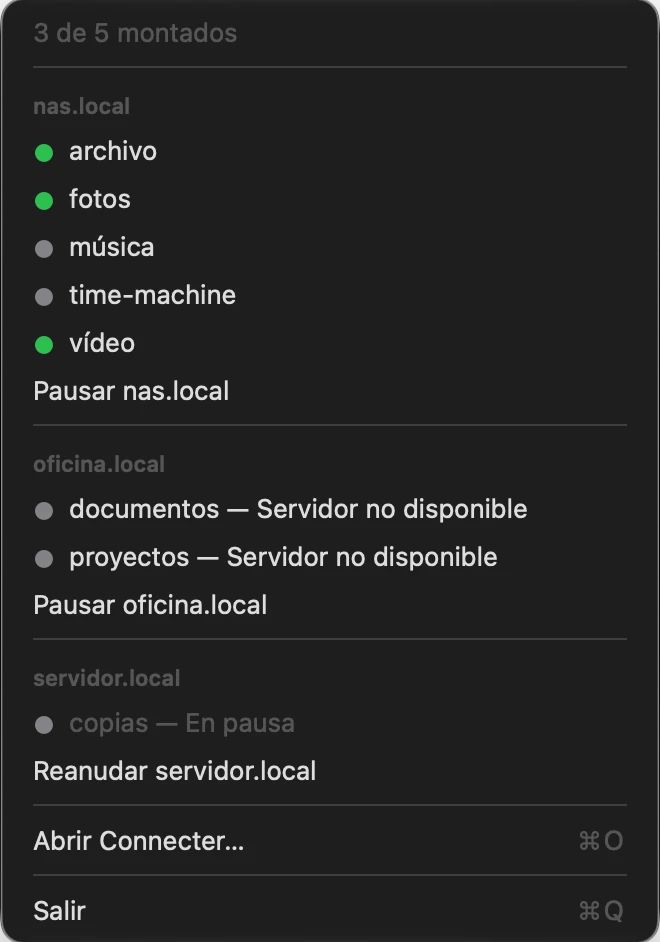 3 de 5 montados
nas.local
archivo
fotos
música
time-machine
vídeo
Pausar nas.local
oficina.local
documentos — Servidor no disponible
proyectos — Servidor no disponible
Pausar oficina.local
servidor.local
copias — En pausa
Reanudar servidor.local
Abrir Connecter... ⌘O
Salir ⌘Q